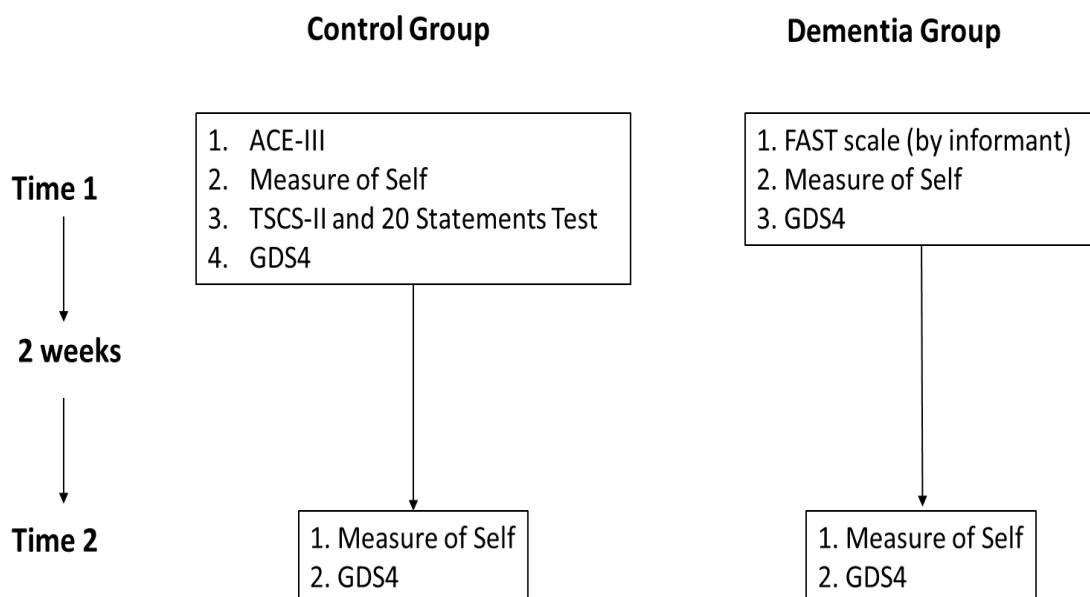 Control Group
Dementia Group
Time 1
1. ACE-III
2. Measure of Self
3. TSCS-II and 20 Statements Test
4. GDS4
1. FAST scale (by informant)
2. Measure of Self
3. GDS4
2 weeks
Time 2
1. Measure of Self
2. GDS4
1. Measure of Self
2. GDS4